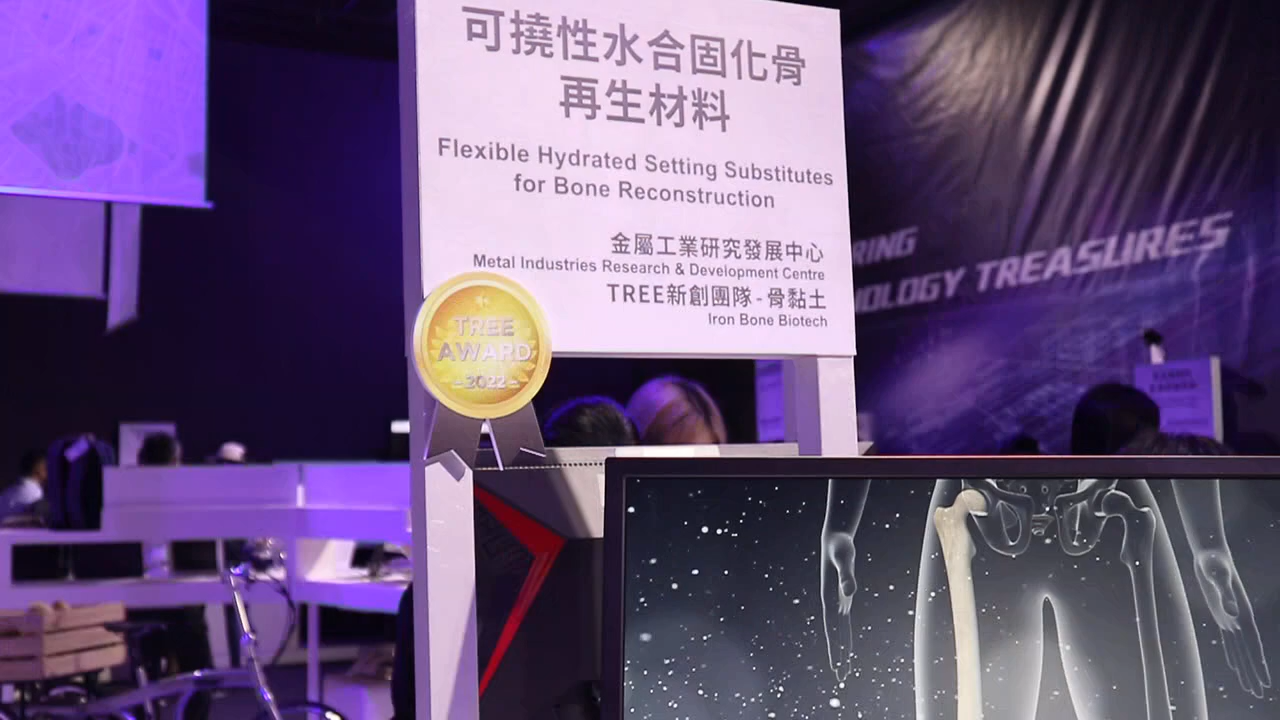 可撓性水合固化骨
再生材料
Flexible Hydrated Setting Substitutes
for Bone Reconstruction
金屬工業研究發展中心
Metal Industries Research & Development Centre
TREE新創團隊-骨黏土
Iron Bone Biotech
TREE
AWARD
2022
RING
OLOGY TREASURES